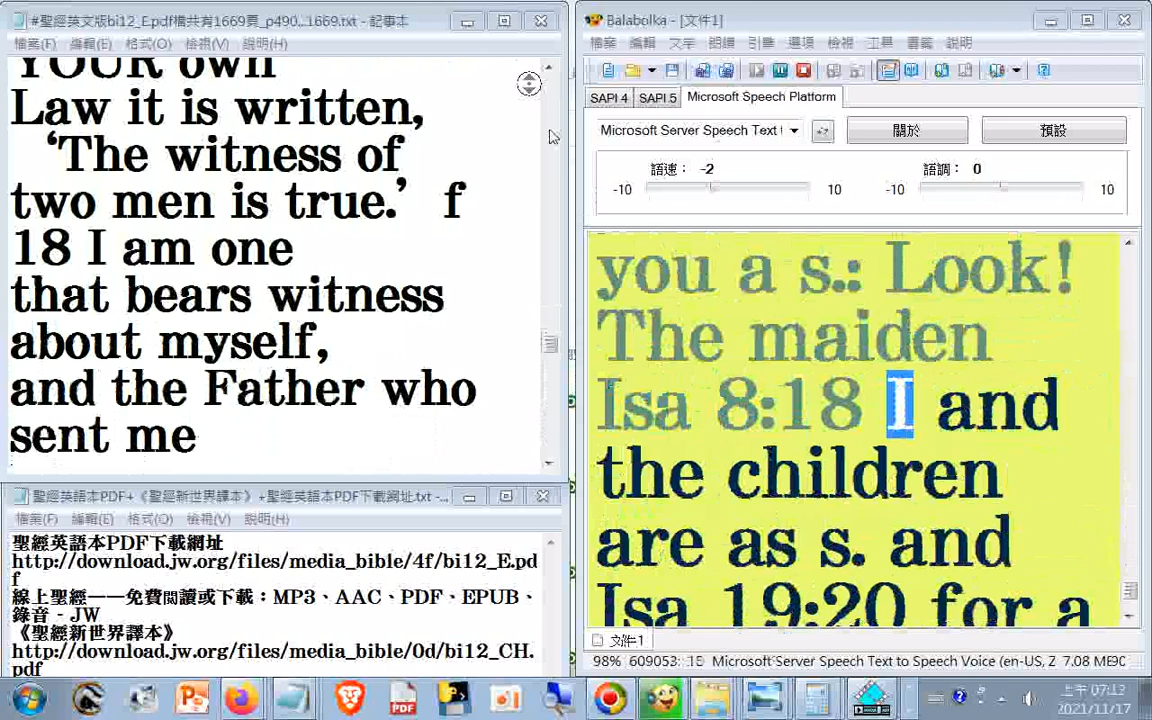 #聖經英文版bi12_E.pdf橫共有1669頁_p490,..1669.txt - 記事本
檔案(F) 編輯(E) 格式(O) 檢視(V) 說明(H)
YOUR own
Law it is written,
‘The witness of
two men is true.’ f
18 I am one
that bears witness
about myself,
and the Father who
sent me
聖經英語本PDF+《聖經新世界譯本》+聖經英語本PDF下載網址.txt -...
檔案(F) 編輯(E) 格式(O) 檢視(V) 說明(H)
聖經英語本PDF下載網址
http://download.jw.org/files/media_bible/4f/bi12_E.pd
f
線上聖經——免費閱讀或下載：MP3、AAC、PDF、EPUB、
錄音 - JW
《聖經新世界譯本》
http://download.jw.org/files/media_bible/0d/bi12_CH.
pdf
Balabolka - [文件1]
檔案 編輯 文字 朗讀 引擎 選項 檢視 工具 書籤 說明
SAPI 4 SAPI 5 Microsoft Speech Platform
Microsoft Server Speech Text 關於 預設
語速： -2 語調： 0
-10 10 -10 10
you a s.: Look!
The maiden
Isa 8:18 I and
the children
are as s. and
Isa 19:20 for a
文件1
98% 609053: Microsoft Server Speech Text to Speech Voice (en-US, Z 7.08 МБ
上午 07:13
2021/11/17